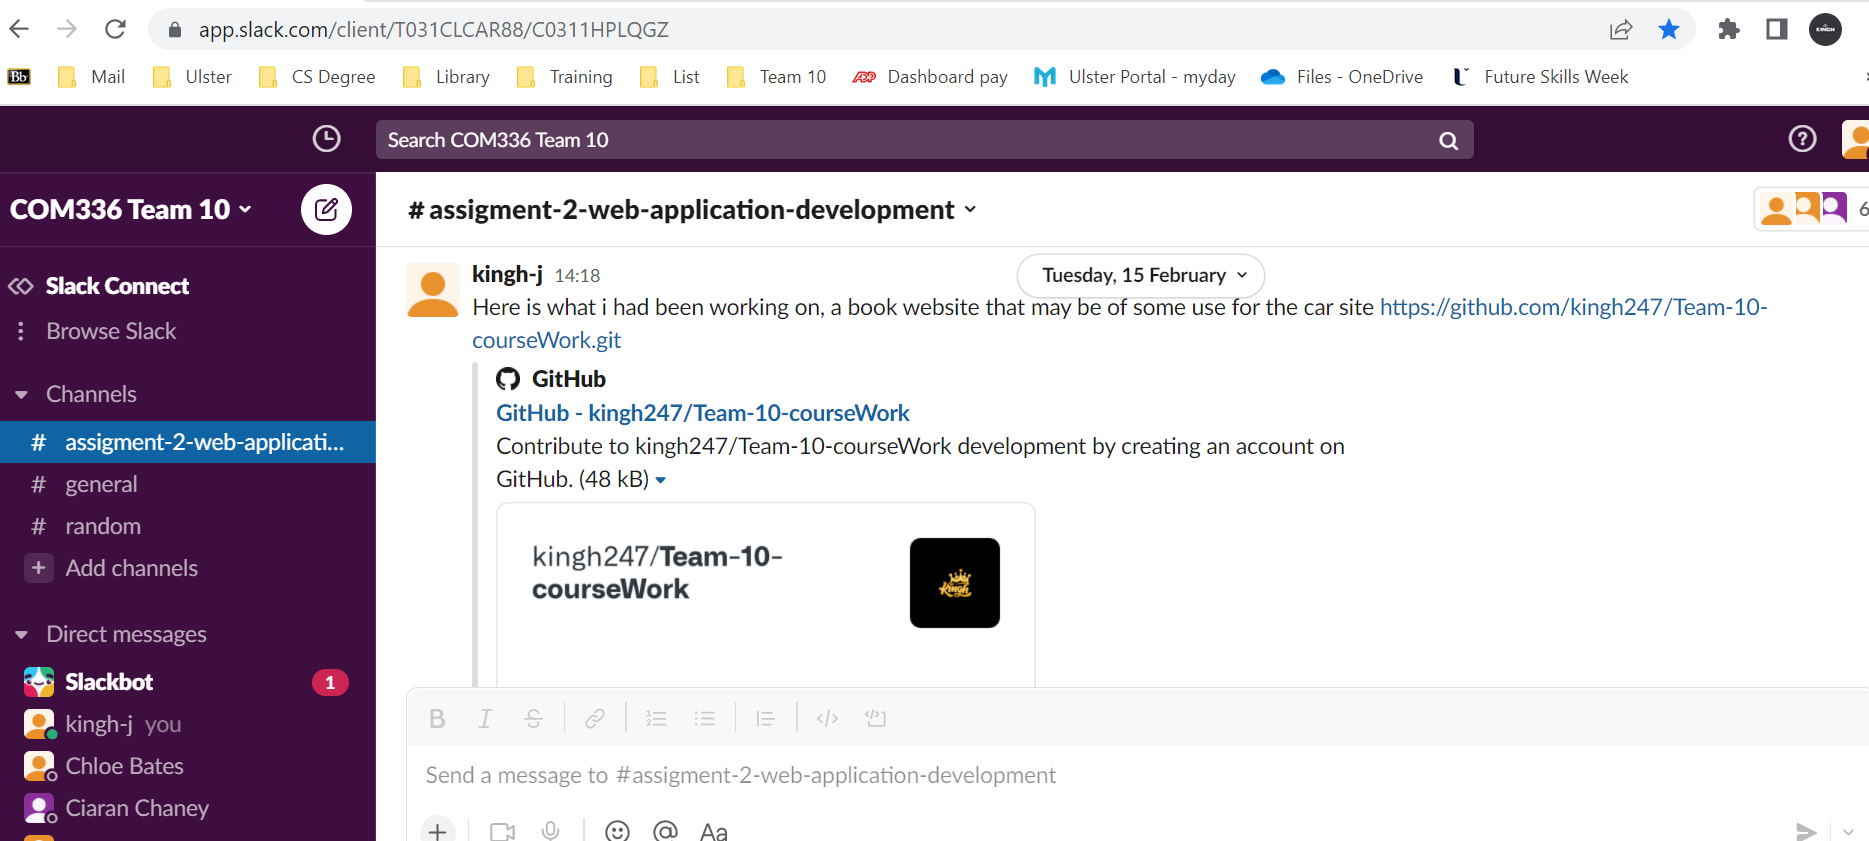 app.slack.com/client/T031CLCAR88/C0311HPLQGZ
Bb Mail Ulster CS Degree Library Training List Team 10 ADP Dashboard pay Ulster Portal - myday Files - OneDrive Future Skills Week
Search COM336 Team 10
COM336 Team 10
#assigment-2-web-application-development
6
Slack Connect
Browse Slack
Channels
# assigment-2-web-applicati...
# general
# random
+ Add channels
Direct messages
Slackbot 1
kingh-j you
Chloe Bates
Ciaran Chaney
kingh-j 14:18
Tuesday, 15 February
Here is what i had been working on, a book website that may be of some use for the car site https://github.com/kingh247/Team-10-
courseWork.git
GitHub
GitHub - kingh247/Team-10-courseWork
Contribute to kingh247/Team-10-courseWork development by creating an account on
GitHub. (48 kB)
kingh247/Team-10-
courseWork
Kingh
B I S
Send a message to #assigment-2-web-application-development
+ @ Aa